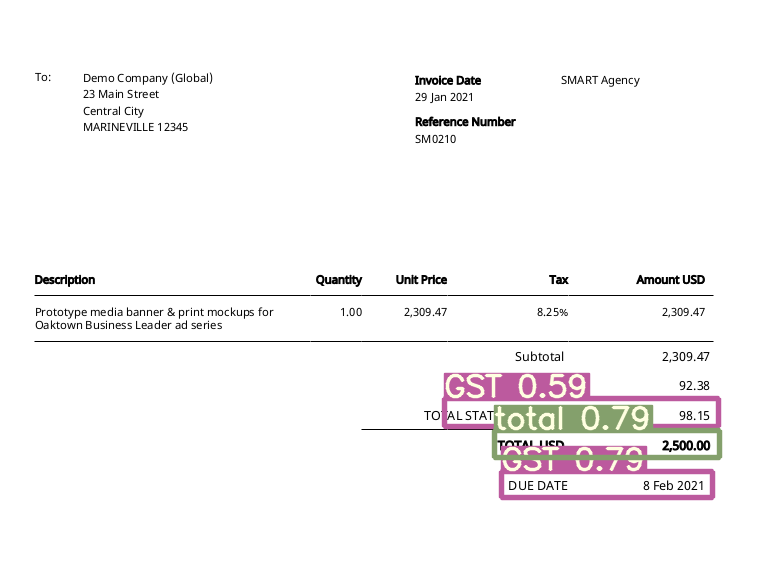 To:
Demo Company (Global)
23 Main Street
Central City
MARINEVILLE 12345
Invoice Date
29 Jan 2021
Reference Number
SM0210
SMART Agency
Description Quantity Unit Price Tax Amount USD
Prototype media banner & print mockups for 1.00 2,309.47 8.25% 2,309.47
Oaktown Business Leader ad series
Subtotal 2,309.47
GST 0.59 92.38
TOTAL STAT total 0.79 98.15
TOTAL USD 2,500.00
GST 0.79
DUE DATE 8 Feb 2021